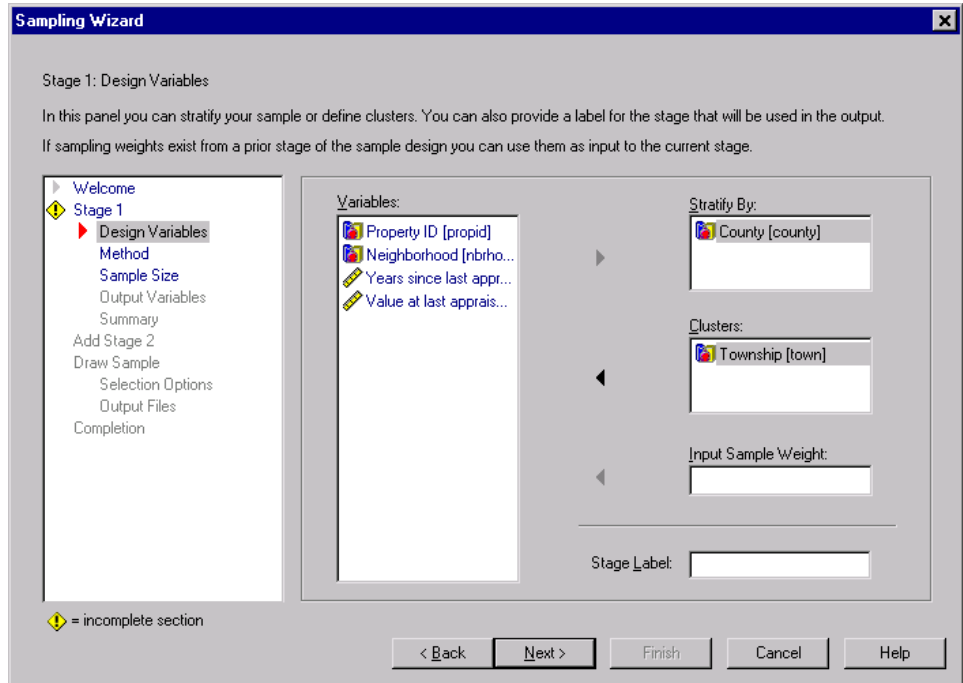 Sampling Wizard
Stage 1: Design Variables
In this panel you can stratify your sample or define clusters. You can also provide a label for the stage that will be used in the output.
If sampling weights exist from a prior stage of the sample design you can use them as input to the current stage.
Welcome
Stage 1
Design Variables
Method
Sample Size
Output Variables
Summary
Add Stage 2
Draw Sample
Selection Options
Output Files
Completion
! = incomplete section
Variables:
Property ID [propid]
Neighborhood [nbrho...
Years since last appr...
Value at last apprais...
Stratify By:
County [county]
Clusters:
Township [town]
Input Sample Weight:
Stage Label:
< Back
Next >
Finish
Cancel
Help